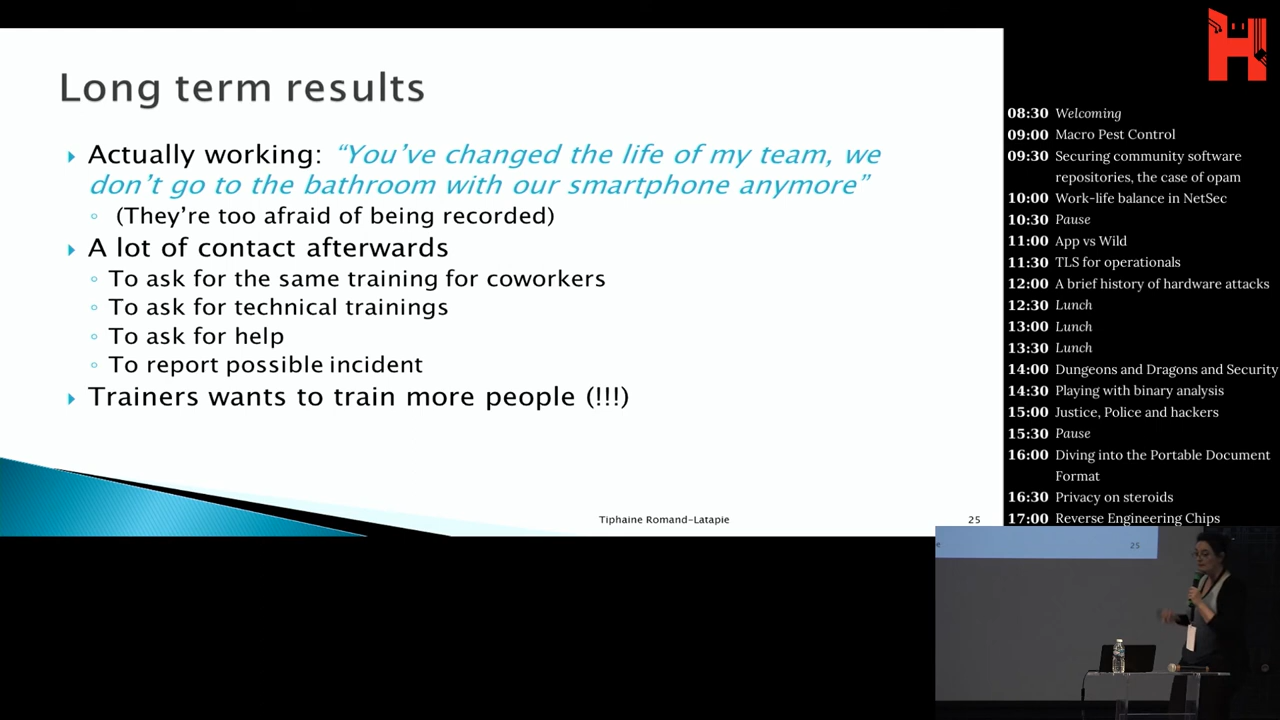 Long term results
Actually working: “You’ve changed the life of my team, we
don’t go to the bathroom with our smartphone anymore”
(They’re too afraid of being recorded)
A lot of contact afterwards
To ask for the same training for coworkers
To ask for technical trainings
To ask for help
To report possible incident
Trainers wants to train more people (!!!)
Tiphaine Romand-Latapie
25
H
08:30 Welcoming
09:00 Macro Pest Control
09:30 Securing community software
repositories, the case of opam
10:00 Work-life balance in NetSec
10:30 Pause
11:00 App vs Wild
11:30 TLS for operationals
12:00 A brief history of hardware attacks
12:30 Lunch
13:00 Lunch
13:30 Lunch
14:00 Dungeons and Dragons and Security
14:30 Playing with binary analysis
15:00 Justice, Police and hackers
15:30 Pause
16:00 Diving into the Portable Document
Format
16:30 Privacy on steroids
17:00 Reverse Engineering Chips
e
25